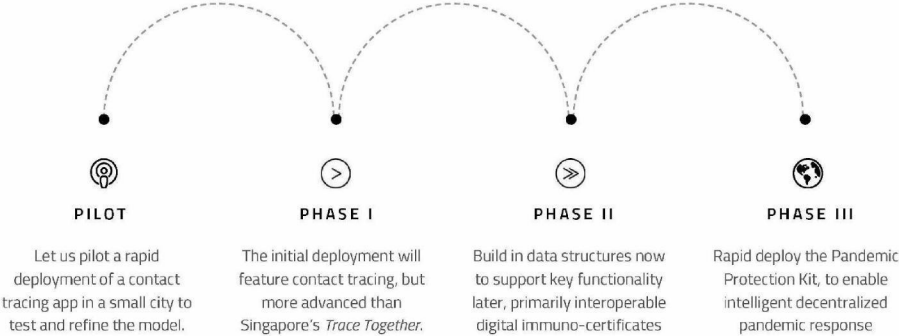 PILOT
Let us pilot a rapid
deployment of a contact
tracing app in a small city to
test and refine the model.
PHASE I
The initial deployment will
feature contact tracing, but
more advanced than
Singapore's Trace Together.
PHASE II
Build in data structures now
to support key functionality
later, primarily interoperable
digital immuno-certificates
PHASE III
Rapid deploy the Pandemic
Protection Kit, to enable
intelligent decentralized
pandemic response